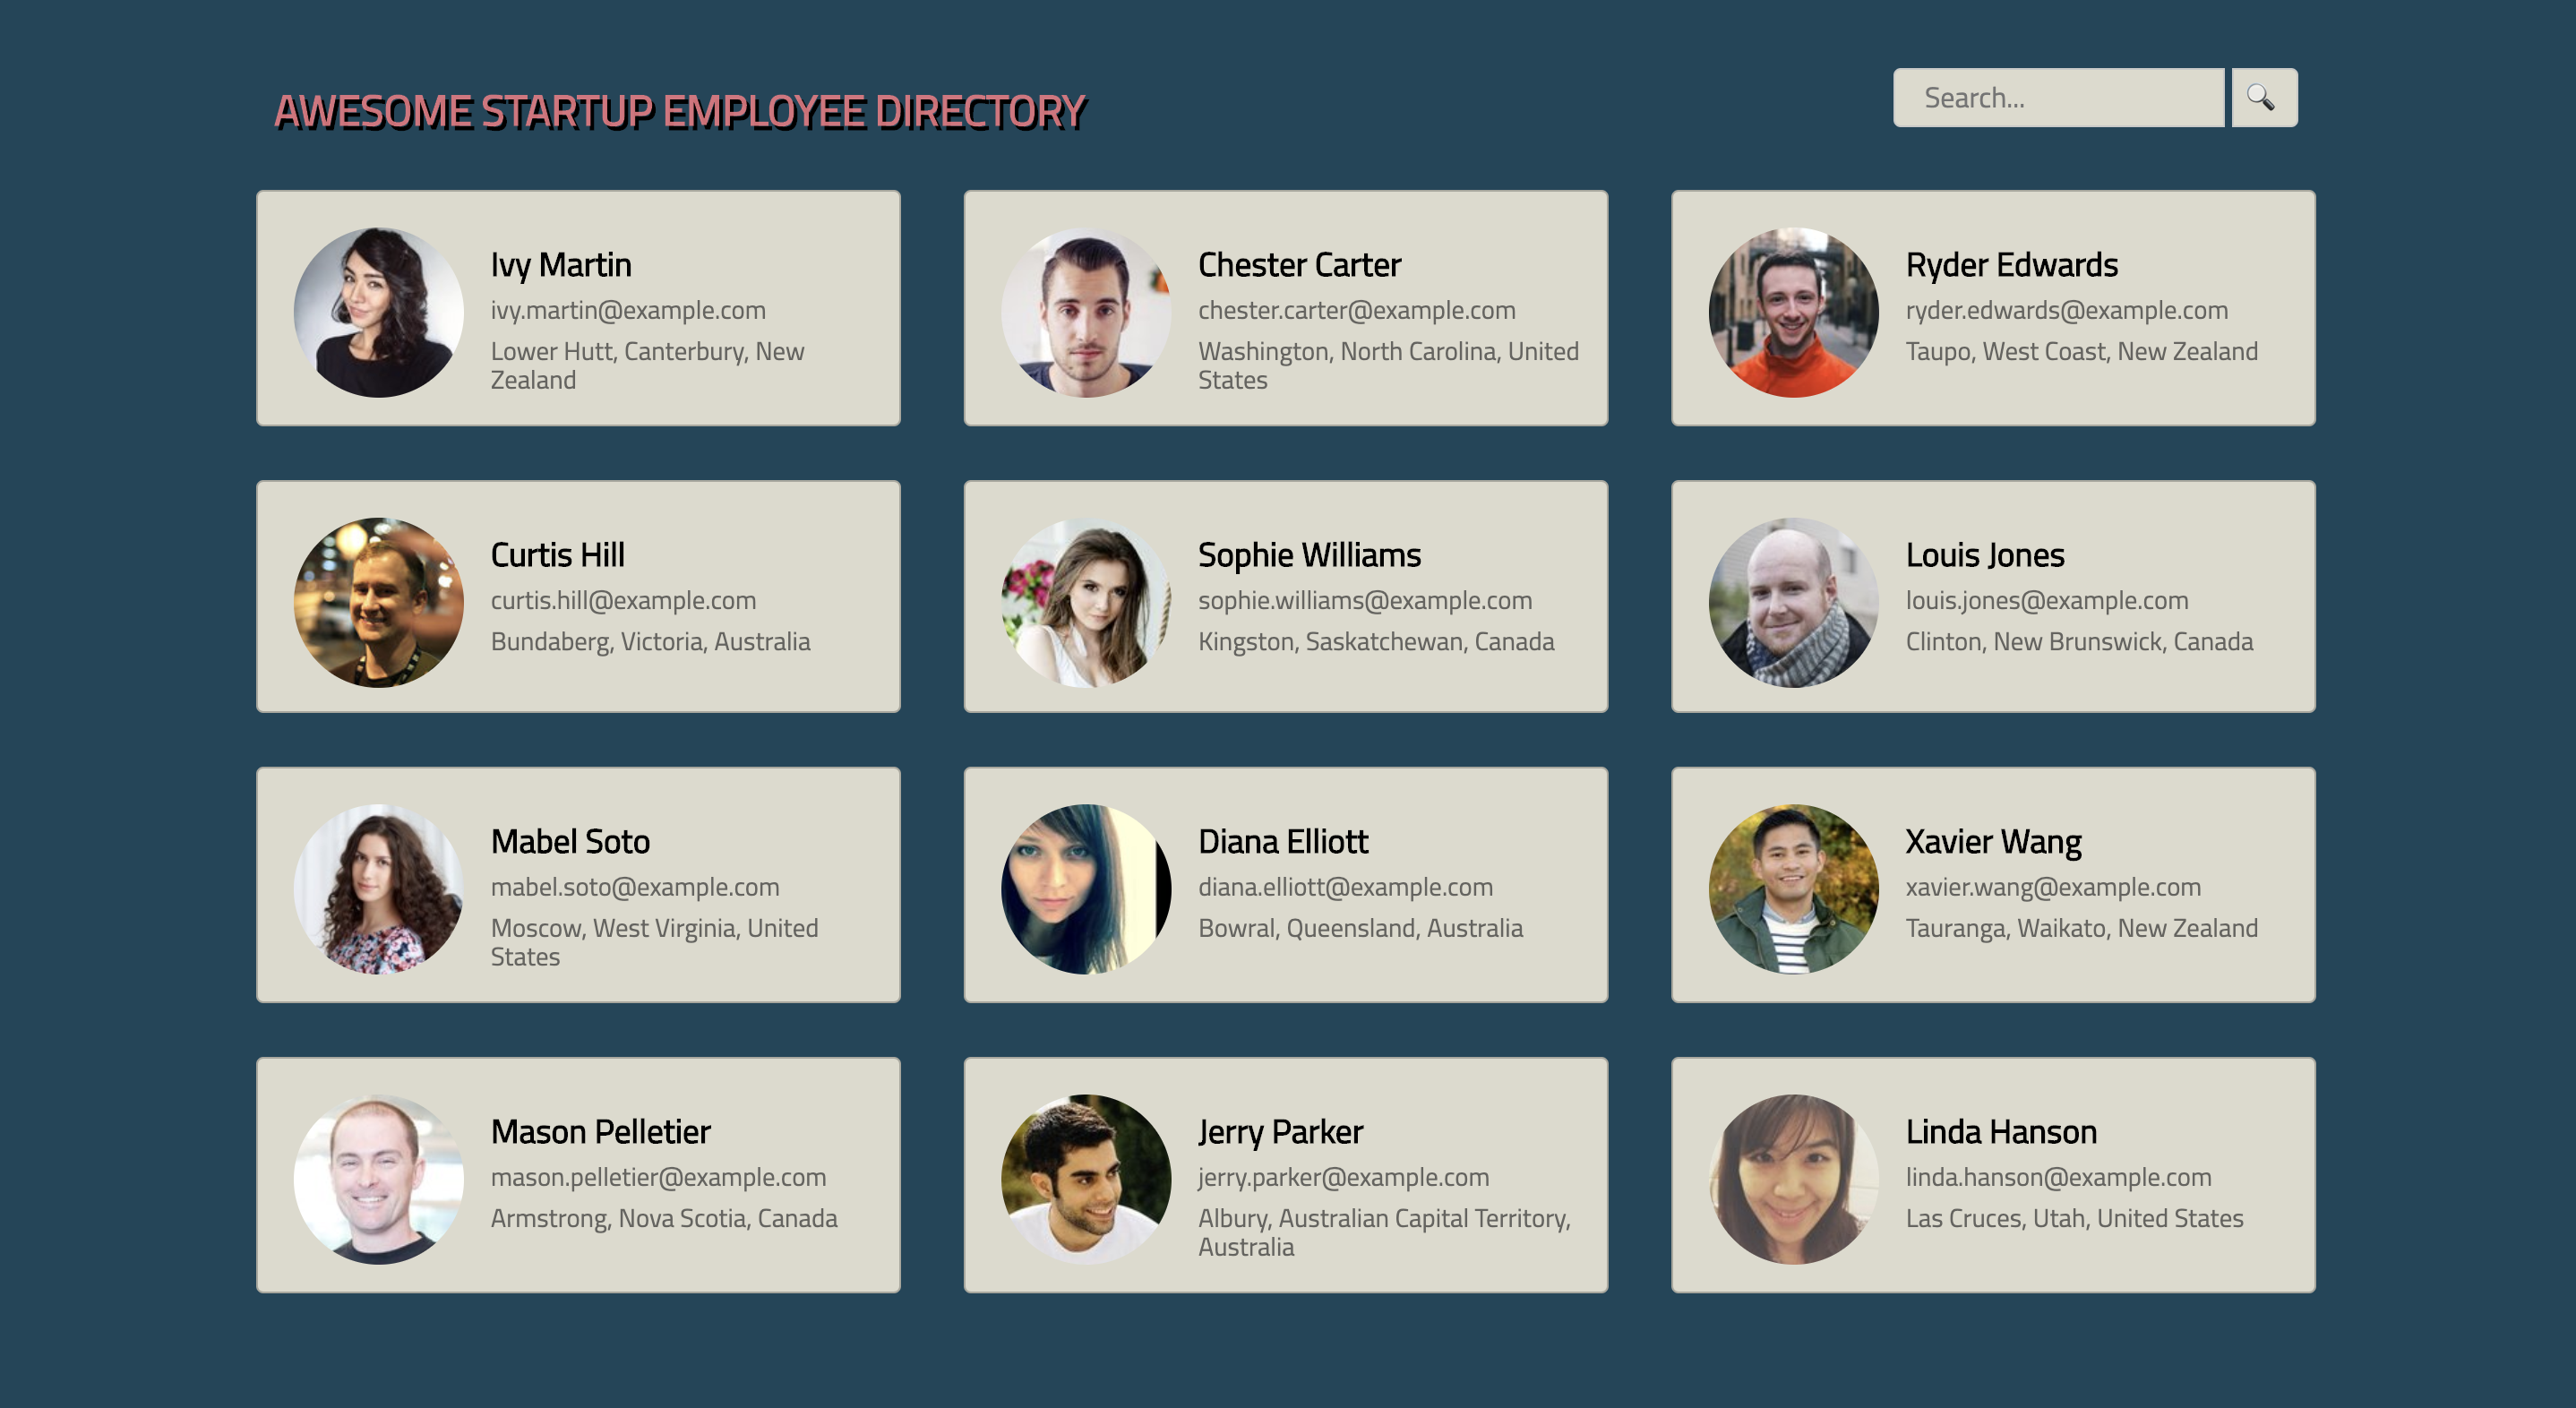 AWESOME STARTUP EMPLOYEE DIRECTORY
Search...
Ivy Martin
ivy.martin@example.com
Lower Hutt, Canterbury, New
Zealand
Chester Carter
chester.carter@example.com
Washington, North Carolina, United
States
Ryder Edwards
ryder.edwards@example.com
Taupo, West Coast, New Zealand
Curtis Hill
curtis.hill@example.com
Bundaberg, Victoria, Australia
Sophie Williams
sophie.williams@example.com
Kingston, Saskatchewan, Canada
Louis Jones
louis.jones@example.com
Clinton, New Brunswick, Canada
Mabel Soto
mabel.soto@example.com
Moscow, West Virginia, United
States
Diana Elliott
diana.elliott@example.com
Bowral, Queensland, Australia
Xavier Wang
xavier.wang@example.com
Tauranga, Waikato, New Zealand
Mason Pelletier
mason.pelletier@example.com
Armstrong, Nova Scotia, Canada
Jerry Parker
jerry.parker@example.com
Albury, Australian Capital Territory,
Australia
Linda Hanson
linda.hanson@example.com
Las Cruces, Utah, United States